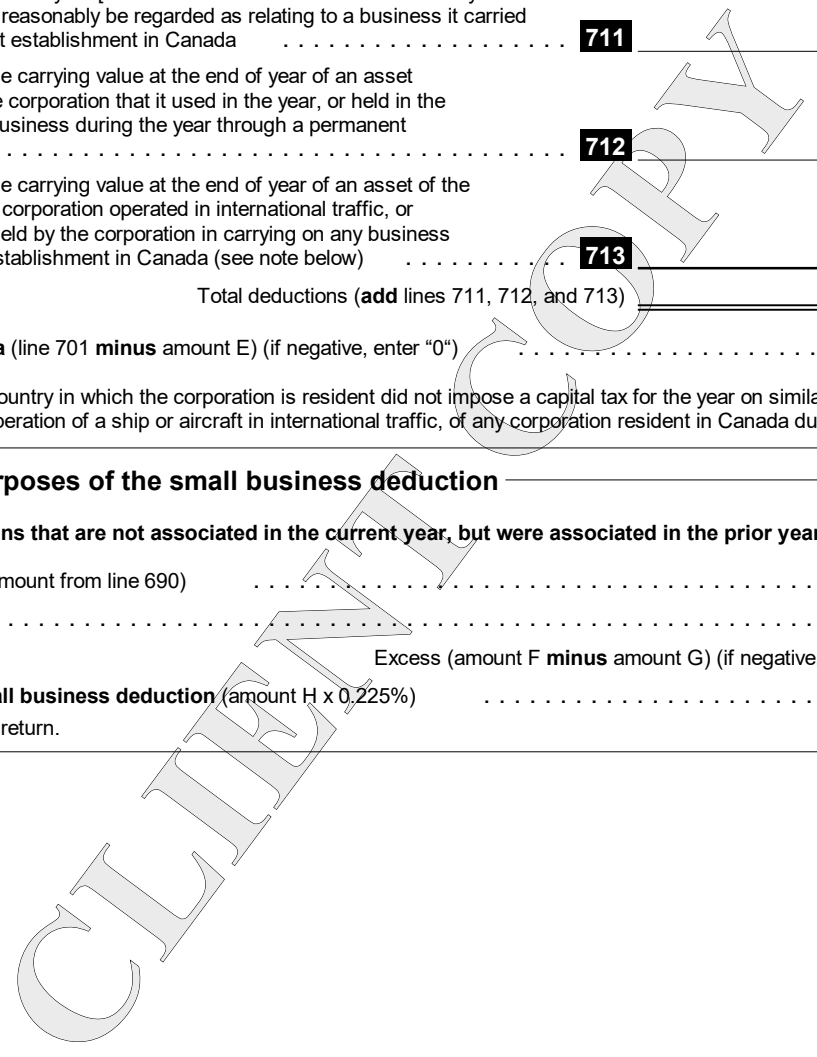 reasonably be regarded as relating to a business it carried
t establishment in Canada . . . . . . . . . . . . . . . . . . . 711
e carrying value at the end of year of an asset
e corporation that it used in the year, or held in the
usiness during the year through a permanent
. . . . . . . . . . . . . . . . . . . . . . . . . . . . . . . . . . . . . 712
e carrying value at the end of year of an asset of the
corporation operated in international traffic, or
eld by the corporation in carrying on any business
stablishment in Canada (see note below) . . . . . . . . . . . 713
Total deductions (add lines 711, 712, and 713)
a (line 701 minus amount E) (if negative, enter “0“) . . . . . . . . . . . . . . . . . . . .
ountry in which the corporation is resident did not impose a capital tax for the year on simila
peration of a ship or aircraft in international traffic, of any corporation resident in Canada du
rposes of the small business deduction
ns that are not associated in the current year, but were associated in the prior year
mount from line 690) . . . . . . . . . . . . . . . . . . . . . . . . . . . . . . . . . . . . .
. . . . . . . . . . . . . . . . . . . . . . . . . . . . . . . . . . . . . . . . . . . . . . . . . . . . .
Excess (amount F minus amount G) (if negative
all business deduction (amount H x 0.225%) . . . . . . . . . . . . . . . . . . . . . .
return.
CLIENT COPY